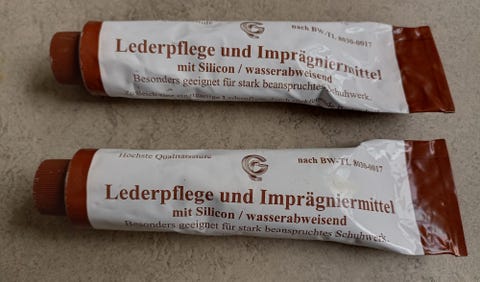 nach BW-TL 8030-0017
Lederpflege und Imprägniermittel
mit Silicon / wasserabweisend
Besonders geeignet für stark beanspruchtes Schuhwerk.
Höchste Qualitätsstufe
nach BW-TL 8030-0017
Lederpflege und Imprägniermittel
mit Silicon / wasserabweisend
Besonders geeignet für stark beanspruchtes Schuhwerk.